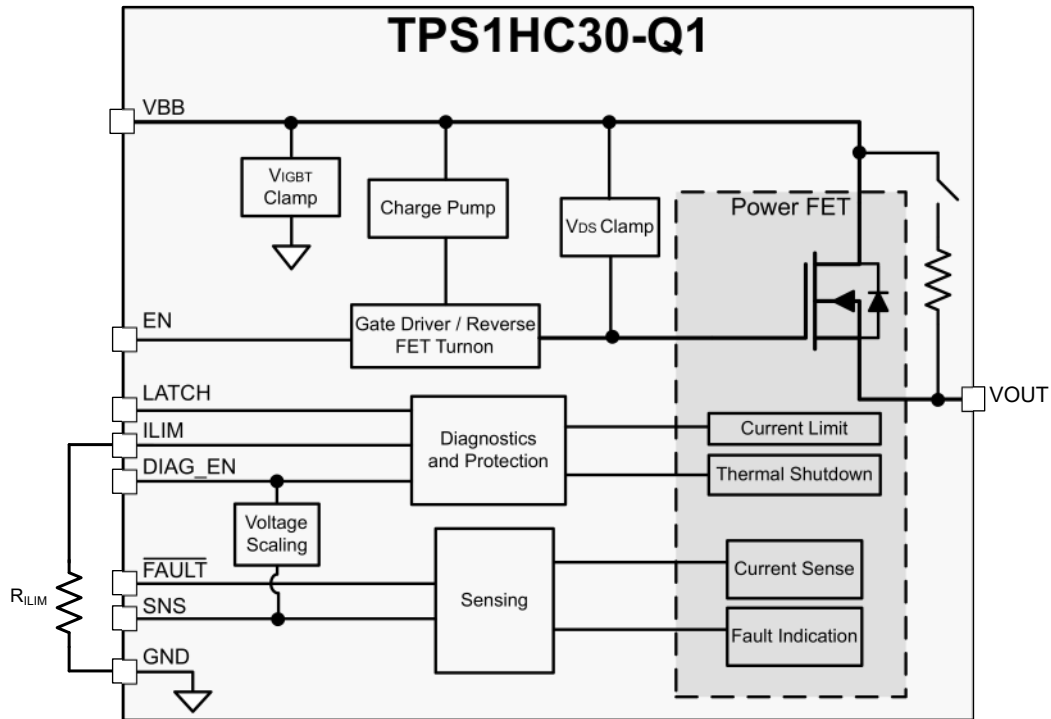 TPS1HC30-Q1
VBB
VIGBT
Clamp
Charge Pump
VDS Clamp
Power FET
EN
Gate Driver / Reverse
FET Turnon
VOUT
LATCH
ILIM
DIAG_EN
Diagnostics
and Protection
Current Limit
Thermal Shutdown
Voltage
Scaling
FAULT
SNS
Sensing
Current Sense
Fault Indication
RILIM
GND